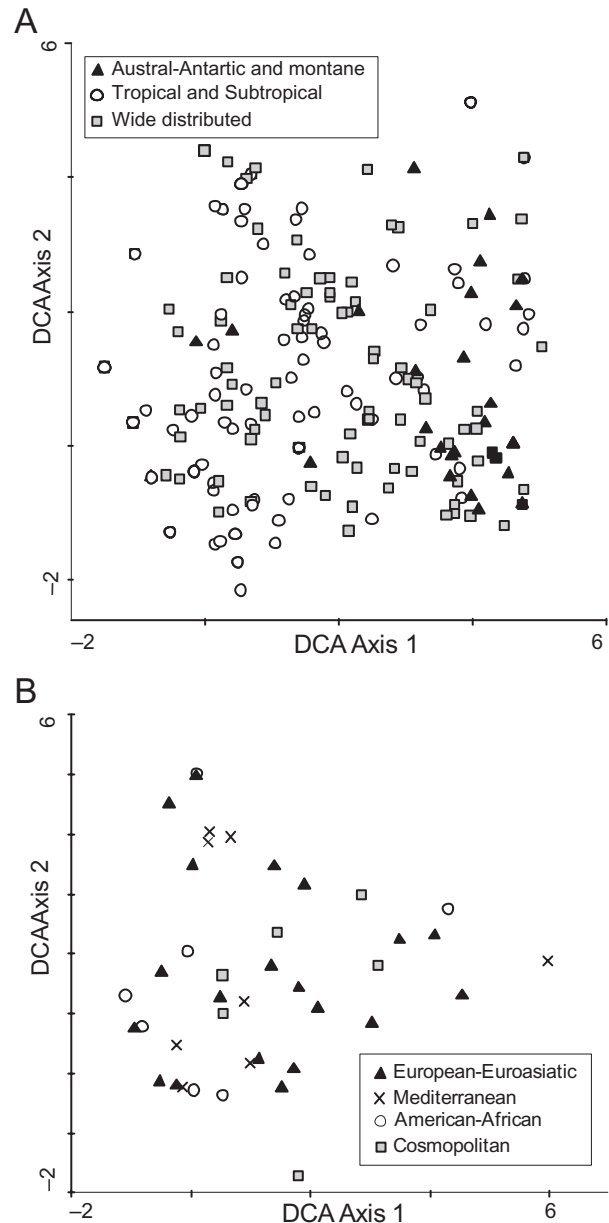 A
6
Austral-Antartic and montane
Tropical and Subtropical
Wide distributed
DCA Axis 2
–2
–2
DCA Axis 1
6
B
6
DCA Axis 2
European-Euroasiatic
Mediterranean
American-African
Cosmopolitan
–2
–2
DCA Axis 1
6